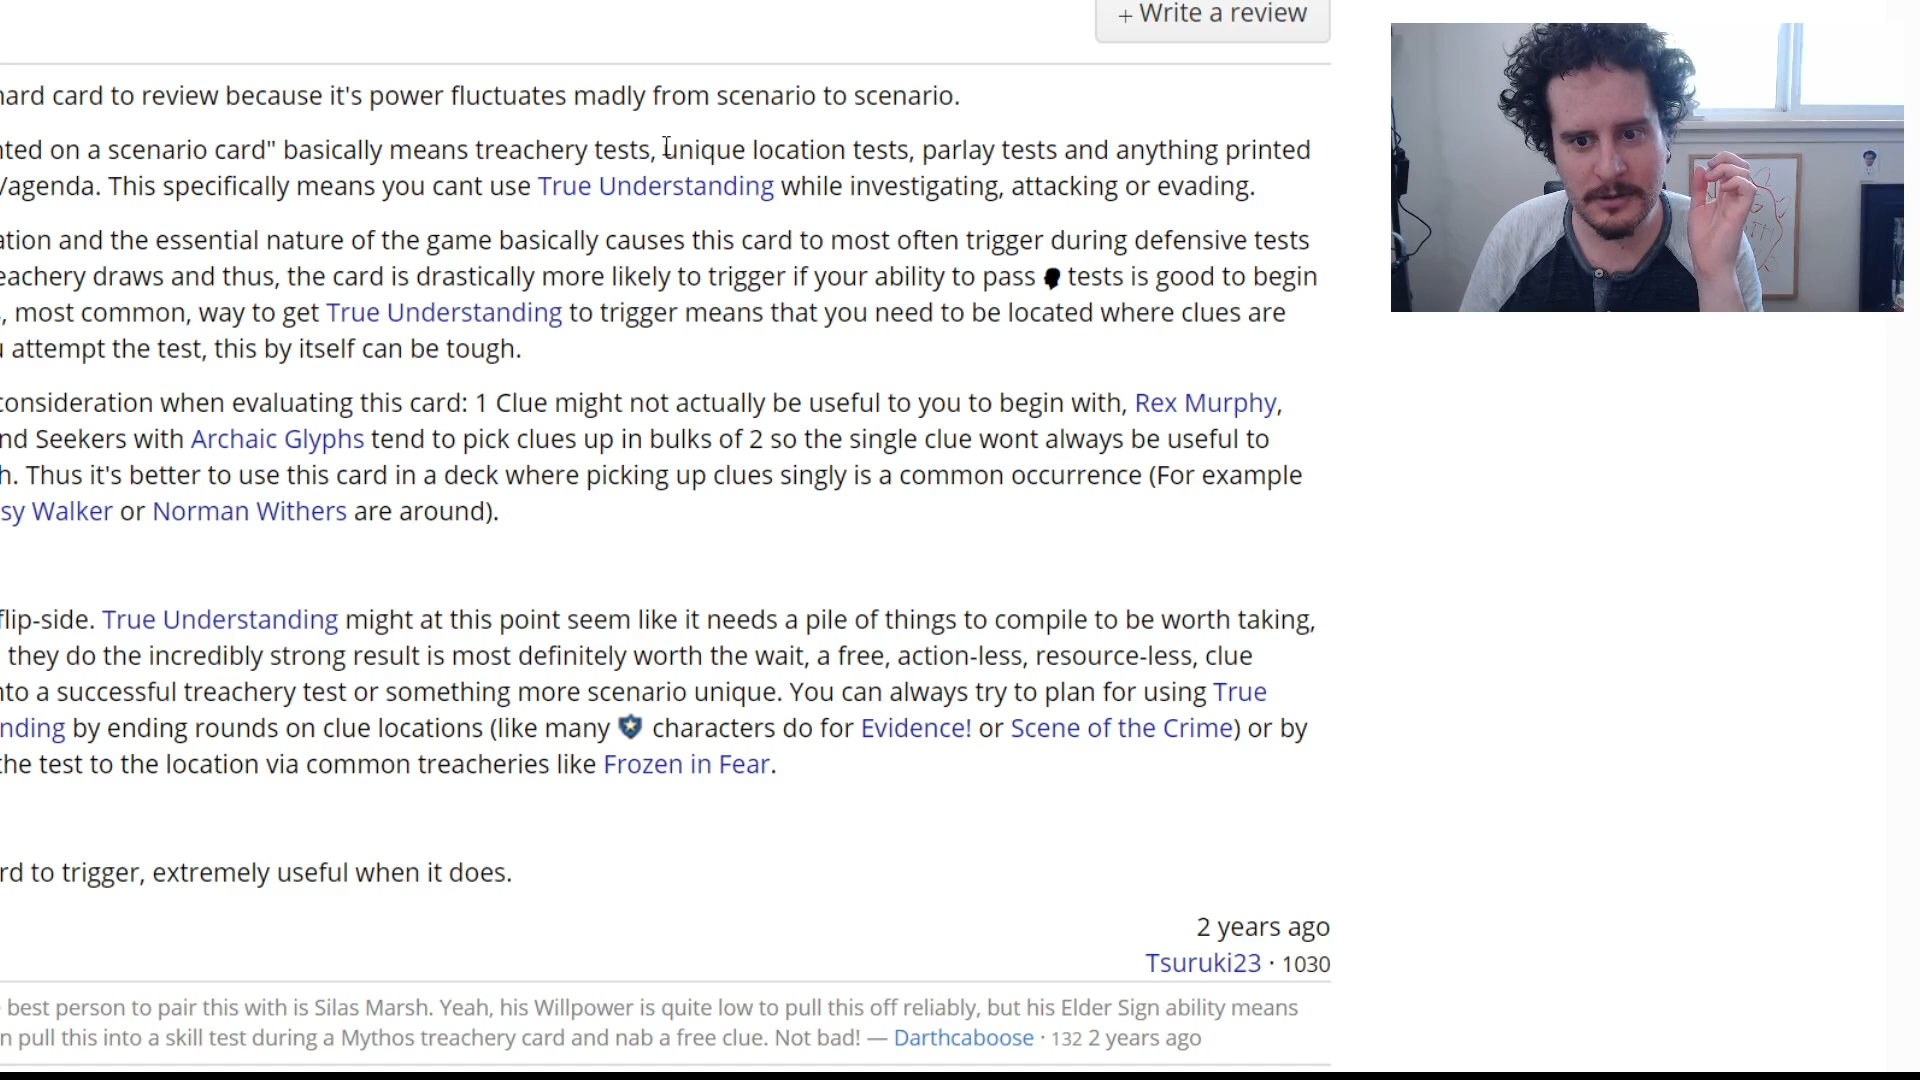 + Write a review
hard card to review because it's power fluctuates madly from scenario to scenario.
nted on a scenario card" basically means treachery tests, unique location tests, parlay tests and anything printed
/agenda. This specifically means you cant use True Understanding while investigating, attacking or evading.
ation and the essential nature of the game basically causes this card to most often trigger during defensive tests
eachery draws and thus, the card is drastically more likely to trigger if your ability to pass tests is good to begin
, most common, way to get True Understanding to trigger means that you need to be located where clues are
u attempt the test, this by itself can be tough.
consideration when evaluating this card: 1 Clue might not actually be useful to you to begin with, Rex Murphy,
nd Seekers with Archaic Glyphs tend to pick clues up in bulks of 2 so the single clue wont always be useful to
h. Thus it's better to use this card in a deck where picking up clues singly is a common occurrence (For example
sy Walker or Norman Withers are around).
flip-side. True Understanding might at this point seem like it needs a pile of things to compile to be worth taking,
they do the incredibly strong result is most definitely worth the wait, a free, action-less, resource-less, clue
nto a successful treachery test or something more scenario unique. You can always try to plan for using True
nding by ending rounds on clue locations (like many characters do for Evidence! or Scene of the Crime) or by
the test to the location via common treacheries like Frozen in Fear.
rd to trigger, extremely useful when it does.
2 years ago
Tsuruki23 · 1030
best person to pair this with is Silas Marsh. Yeah, his Willpower is quite low to pull this off reliably, but his Elder Sign ability means
n pull this into a skill test during a Mythos treachery card and nab a free clue. Not bad! — Darthcaboose · 132 2 years ago